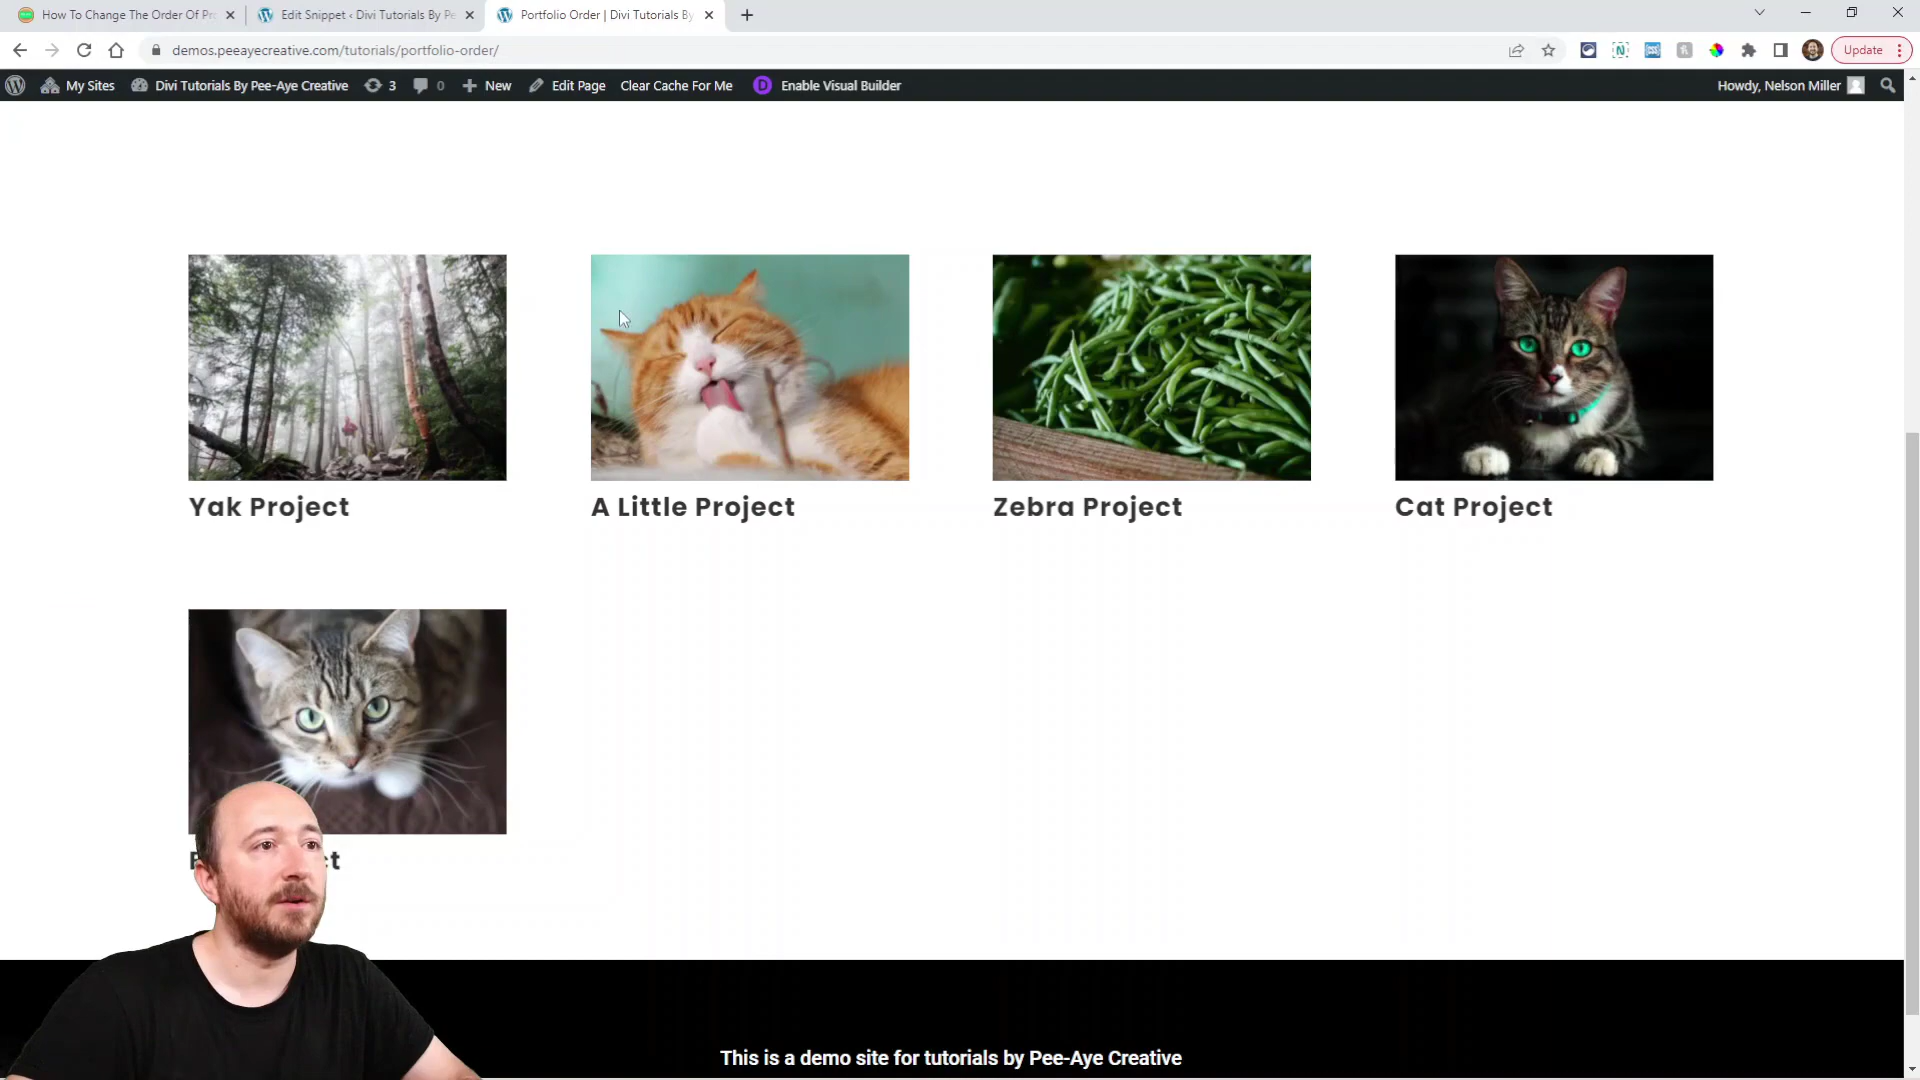 How To Change The Order Of Pr
Edit Snippet ‹ Divi Tutorials By Pe
Portfolio Order | Divi Tutorials By
demos.peeayecreative.com/tutorials/portfolio-order/
Update
My Sites
Divi Tutorials By Pee-Aye Creative
3
0
New
Edit Page
Clear Cache For Me
D
Enable Visual Builder
Howdy, Nelson Miller
Yak Project
A Little Project
Zebra Project
Cat Project
This is a demo site for tutorials by Pee-Aye Creative